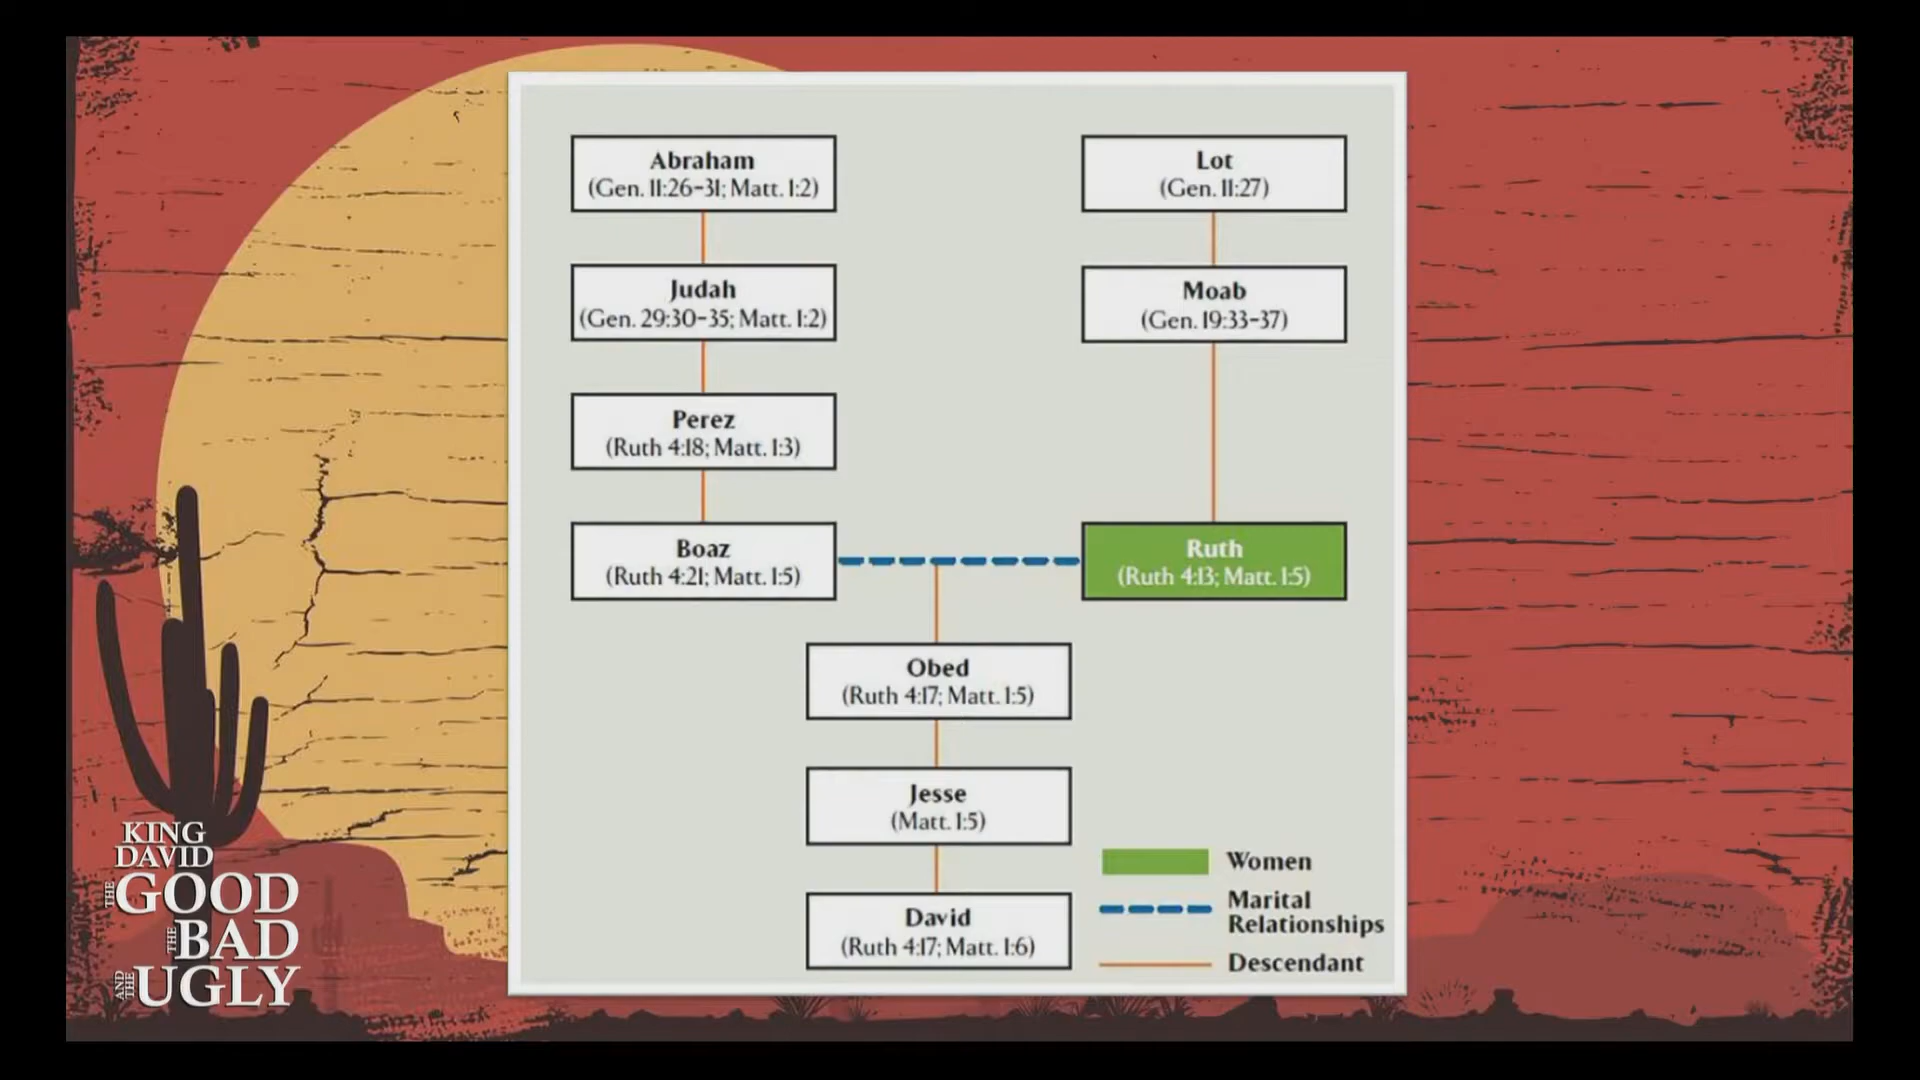 Abraham
(Gen. 11:26-31; Matt. 1:2)
Lot
(Gen. 11:27)
Judah
(Gen. 29:30-35; Matt. 1:2)
Moab
(Gen. 19:33-37)
Perez
(Ruth 4:18; Matt. 1:3)
Boaz
(Ruth 4:21; Matt. 1:5)
Ruth
(Ruth 4:13; Matt. 1:5)
Obed
(Ruth 4:17; Matt. 1:5)
Jesse
(Matt. 1:5)
David
(Ruth 4:17; Matt. 1:6)
Women
Marital
Relationships
Descendant
KING
DAVID
THE GOOD
THE BAD
AND THE UGLY